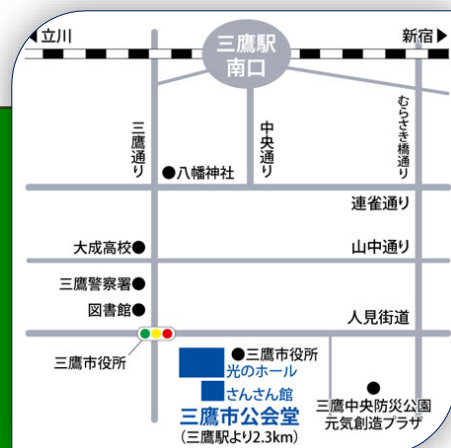 ◀立川
新宿▶
三鷹駅
南口
三鷹通り
中央通り
むらさき橋通り
●八幡神社
連雀通り
大成高校●
山中通り
三鷹警察署●
図書館●
人見街道
三鷹市役所
●三鷹市役所
光のホール
さんさん館
三鷹市公会堂
(三鷹駅より2.3km)
三鷹中央防災公園
元気創造プラザ